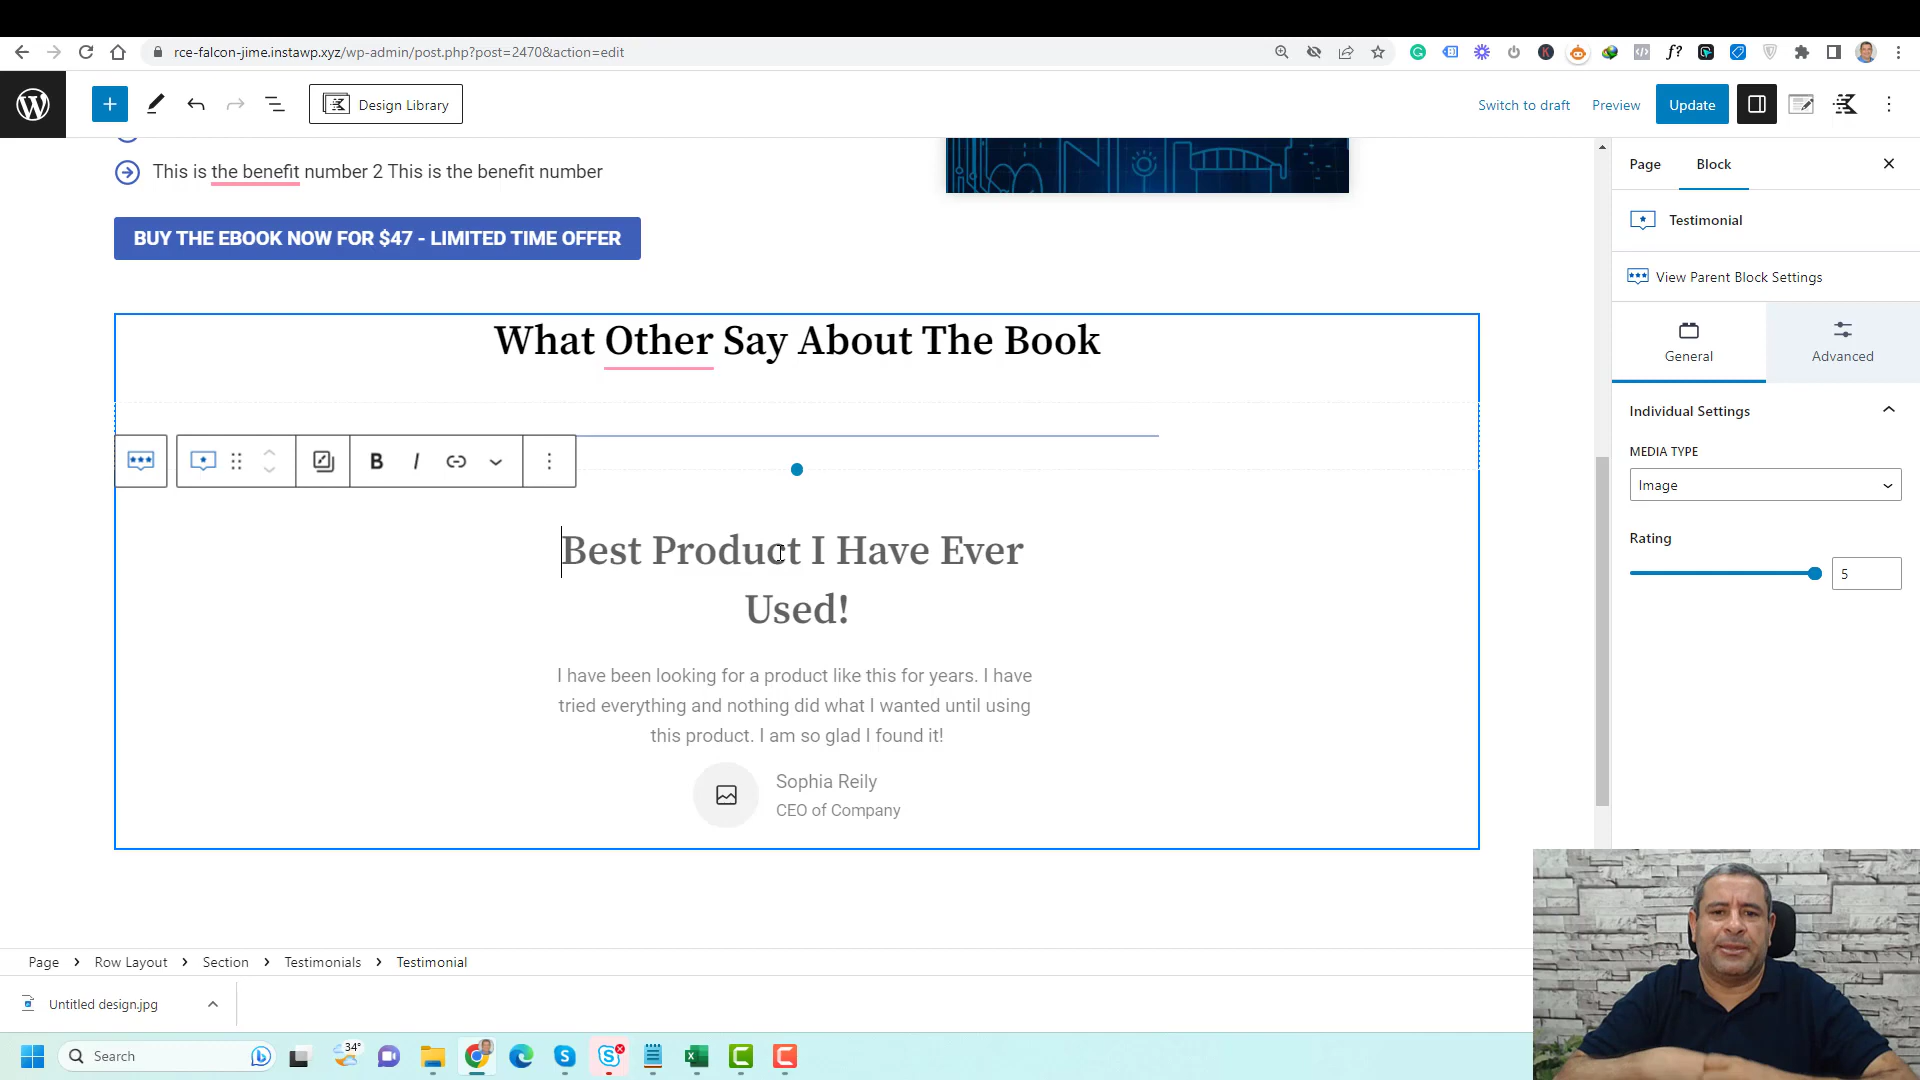 rce-falcon-jime.instawp.xyz/wp-admin/post.php?post=2470&action=edit
Design Library
Switch to draft
Preview
Update
This is the benefit number 2 This is the benefit number
BUY THE EBOOK NOW FOR $47 - LIMITED TIME OFFER
What Other Say About The Book
B I
Best Product I Have Ever
Used!
I have been looking for a product like this for years. I have
tried everything and nothing did what I wanted until using
this product. I am so glad I found it!
Sophia Reily
CEO of Company
Page Block
Testimonial
View Parent Block Settings
General
Advanced
Individual Settings
MEDIA TYPE
Image
Rating
5
Page
Row Layout
Section
Testimonials
Testimonial
Untitled design.jpg
Search
34°